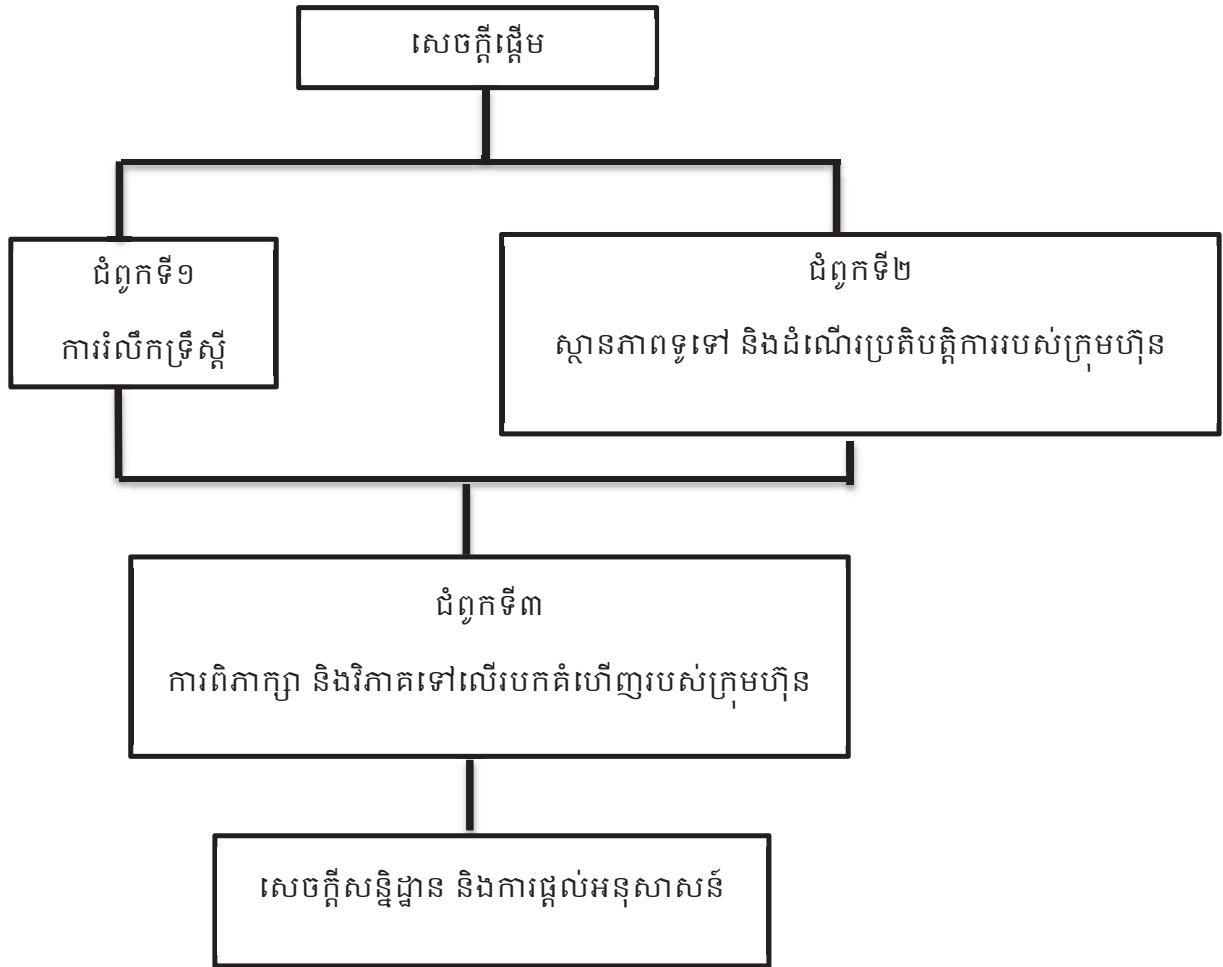 សេចក្តីផ្តើម
ជំពូកទី១
ការរំលឹកទ្រឹស្តី
ជំពូកទី២
ស្ថានភាពទូទៅ និងដំណើរប្រតិបត្តិការរបស់ក្រុមហ៊ុន
ជំពូកទី៣
ការពិភាក្សា និងវិភាគទៅលើរបកគំហើញរបស់ក្រុមហ៊ុន
សេចក្តីសន្និដ្ឋាន និងការផ្តល់អនុសាសន៍